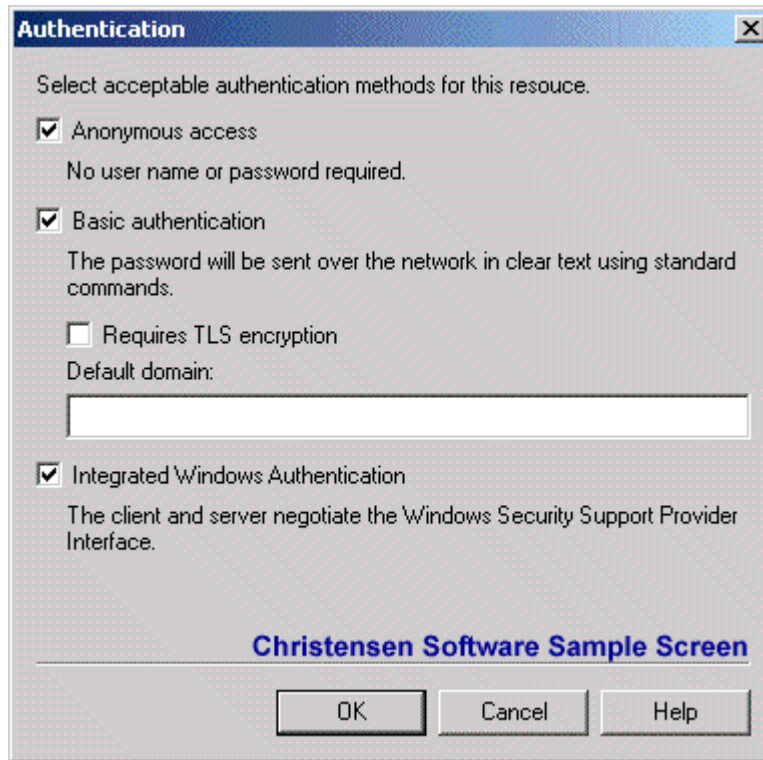 Authentication
Select acceptable authentication methods for this resouce.
Anonymous access
No user name or password required.
Basic authentication
The password will be sent over the network in clear text using standard
commands.
Requires TLS encryption
Default domain:
Integrated Windows Authentication
The client and server negotiate the Windows Security Support Provider
Interface.
Christensen Software Sample Screen
OK Cancel Help